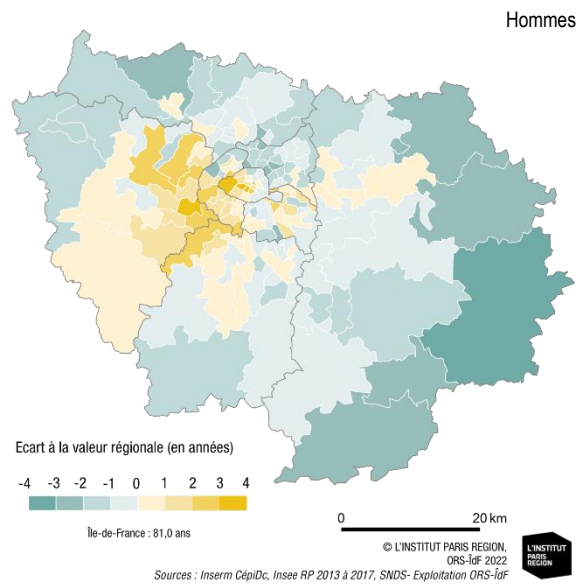 Hommes
Ecart à la valeur régionale (en années)
-4 -3 -2 -1 0 1 2 3 4
Île-de-France : 81,0 ans
0 20 km
© L'INSTITUT PARIS REGION,
ORS-ÎdF 2022
Sources : Inserm CépiDc, Insee RP 2013 à 2017, SNDS- Exploitation ORS-ÎdF
L'INSTITUT
PARIS
REGION